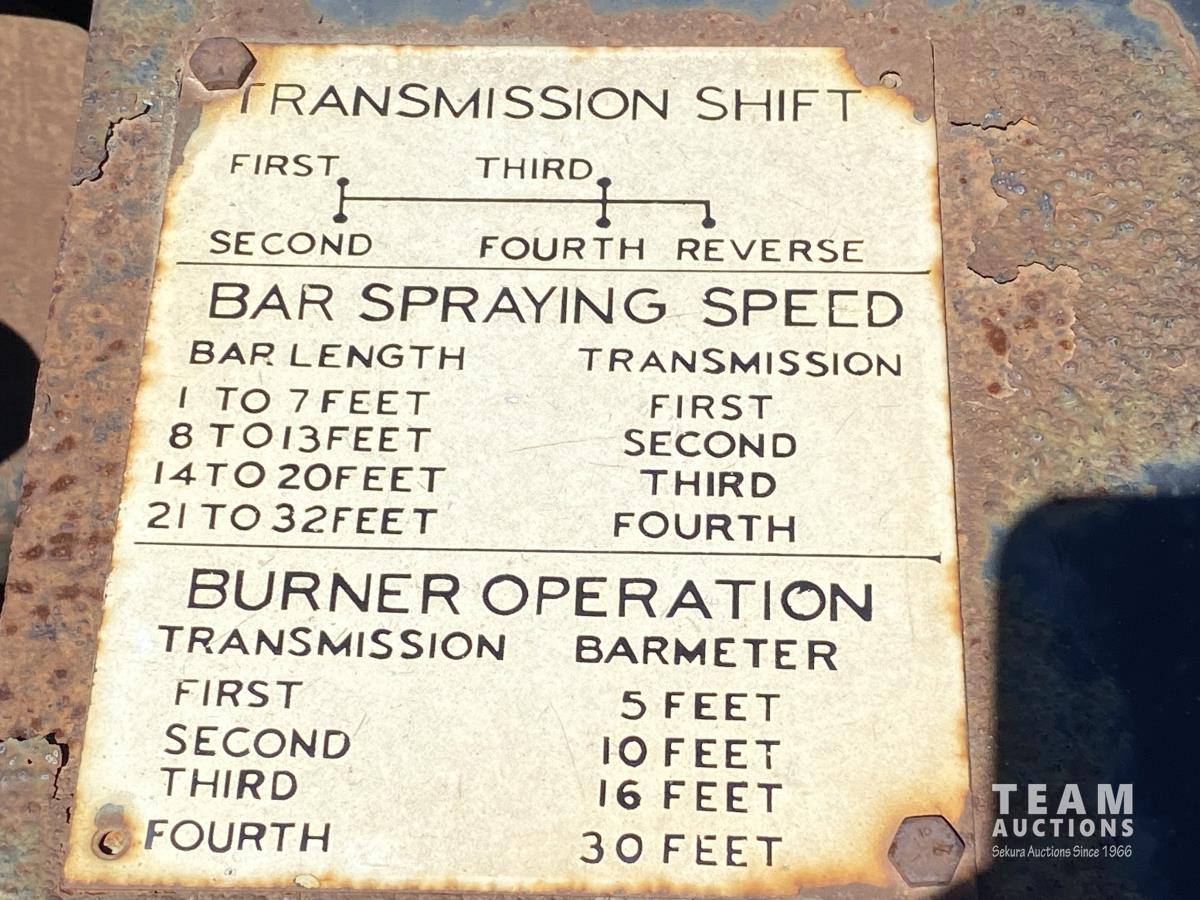 TRANSMISSION SHIFT
FIRST THIRD
SECOND FOURTH REVERSE
BAR SPRAYING SPEED
BAR LENGTH TRANSMISSION
1 TO 7 FEET FIRST
8 TO 13 FEET SECOND
14 TO 20 FEET THIRD
21 TO 32 FEET FOURTH
BURNER OPERATION
TRANSMISSION BARMETER
FIRST 5 FEET
SECOND 10 FEET
THIRD 16 FEET
FOURTH 30 FEET
TEAM
AUCTIONS
Sekura Auctions Since 1966